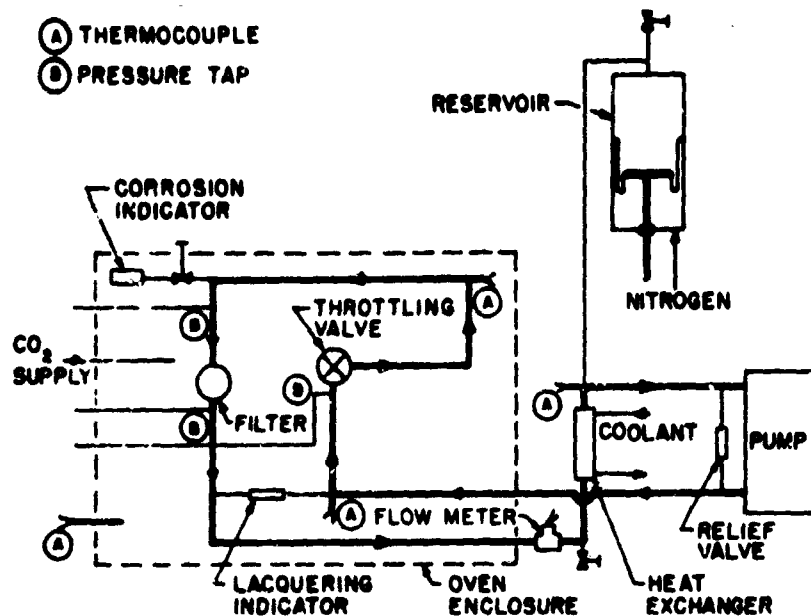 A THERMOCOUPLE
B PRESSURE TAP
RESERVOIR
CORROSION
INDICATOR
NITROGEN
THROTTLING
VALVE
A
B
CO2
SUPPLY
B
FILTER
B
A
COOLANT
PUMP
A
FLOW METER
A
RELIEF
VALVE
LACQUERING
INDICATOR
OVEN
ENCLOSURE
HEAT
EXCHANGER